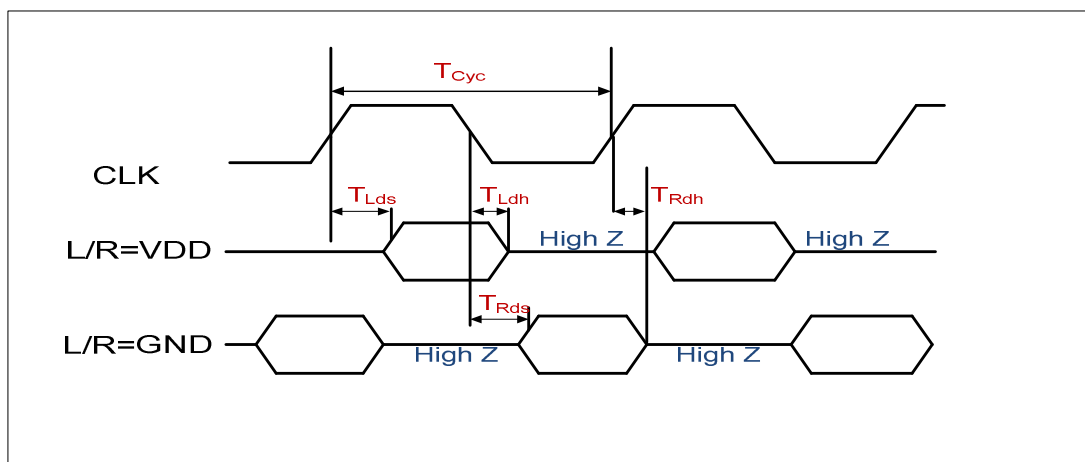 TCyc
CLK
TLds TLdh TRdh
L/R=VDD High Z High Z
TRds
L/R=GND High Z High Z